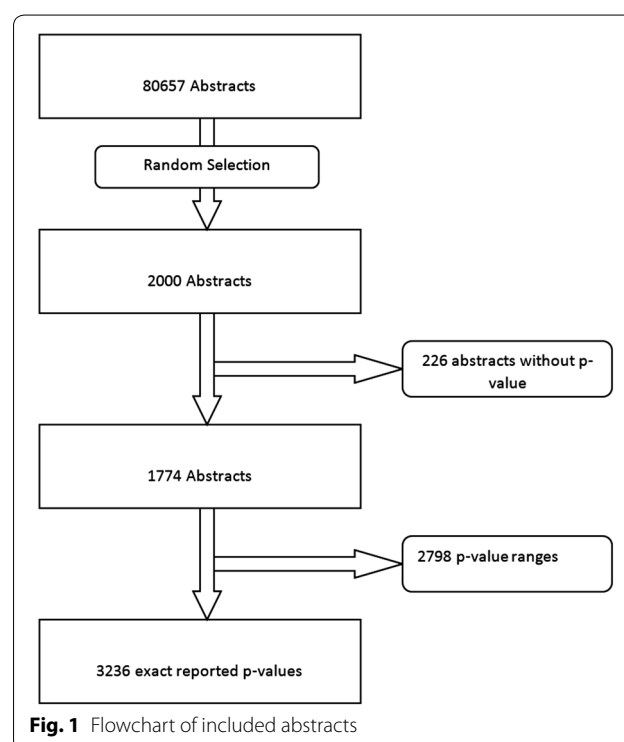 80657 Abstracts
Random Selection
2000 Abstracts
226 abstracts without p-
value
1774 Abstracts
2798 p-value ranges
3236 exact reported p-values
Fig. 1 Flowchart of included abstracts